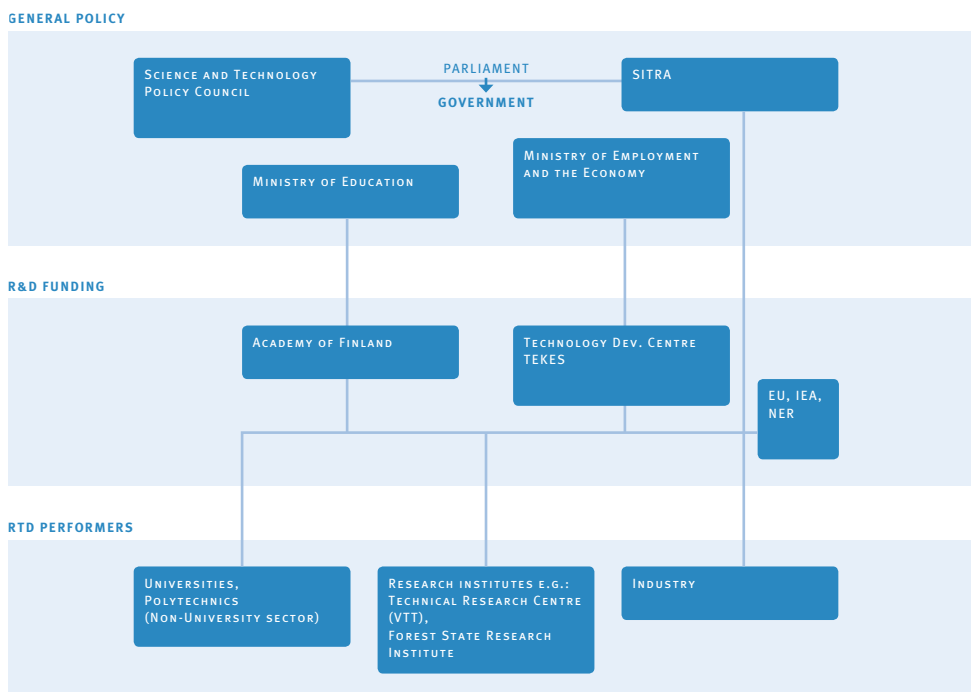 GENERAL POLICY
Science and Technology
Policy Council
PARLIAMENT
GOVERNMENT
SITRA
Ministry of Education
Ministry of Employment
and the Economy
R&D FUNDING
Academy of Finland
Technology Dev. Centre
TEKES
EU, IEA,
NER
RTD PERFORMERS
Universities,
Polytechnics
(Non-University sector)
Research institutes e.g.:
Technical Research Centre
(VTT),
Forest State Research
Institute
Industry